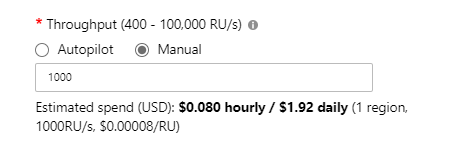 * Throughput (400 - 100,000 RU/s)
Autopilot Manual
1000
Estimated spend (USD): $0.080 hourly / $1.92 daily (1 region,
1000RU/s, $0.00008/RU)